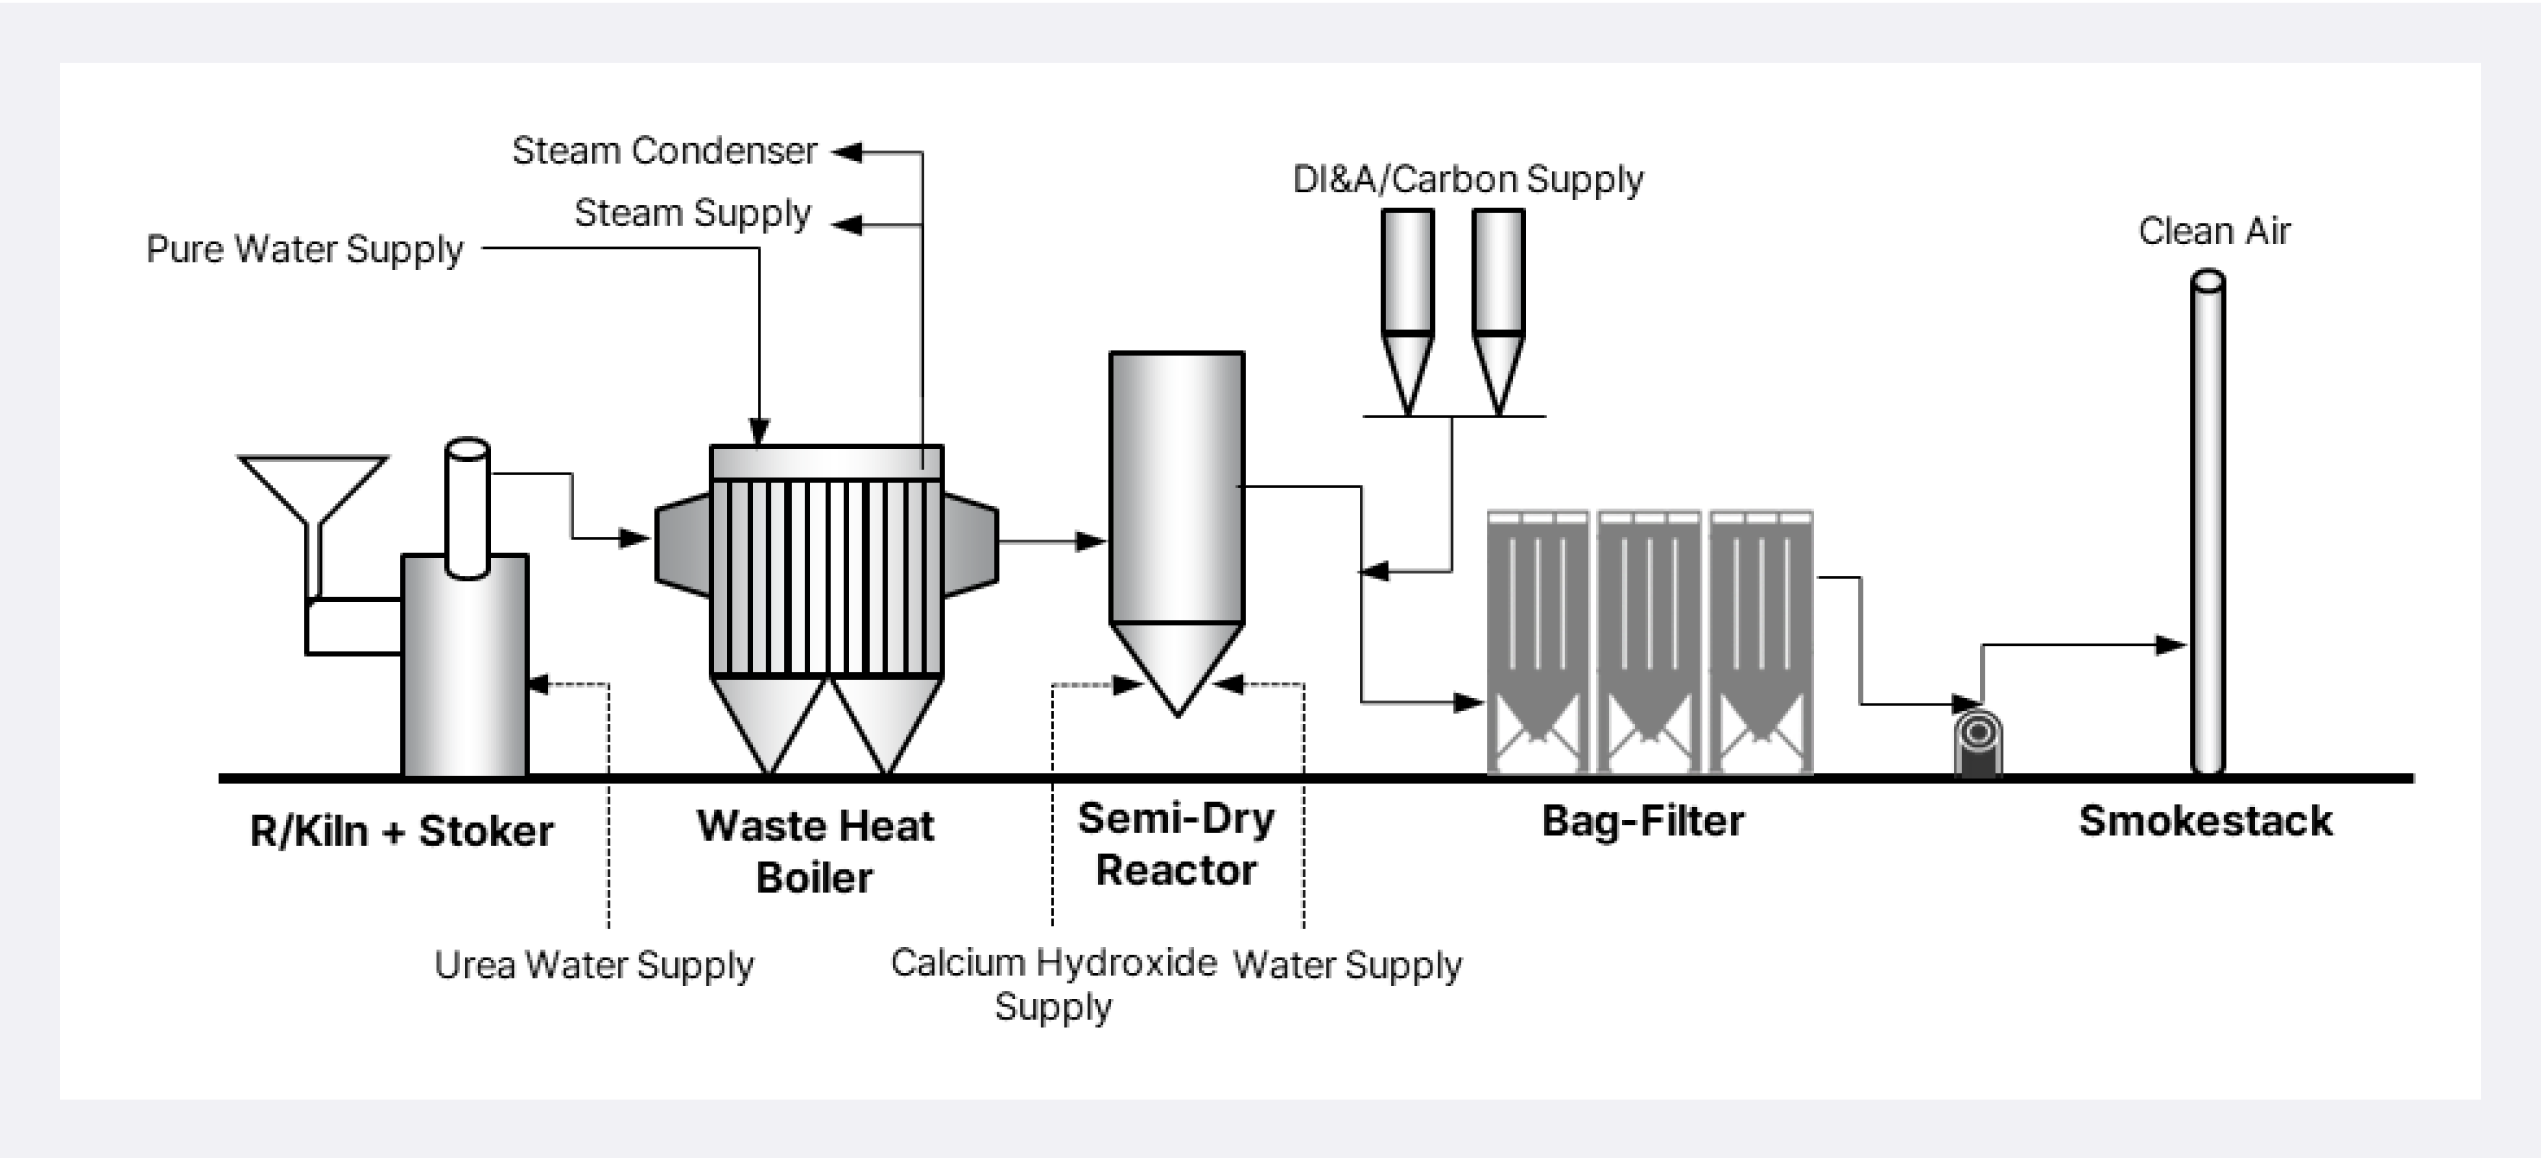 Steam Condenser
Steam Supply
Pure Water Supply
DI&A/Carbon Supply
Clean Air
R/Kiln + Stoker
Waste Heat
Boiler
Semi-Dry
Reactor
Bag-Filter
Smokestack
Urea Water Supply
Calcium Hydroxide
Supply
Water Supply